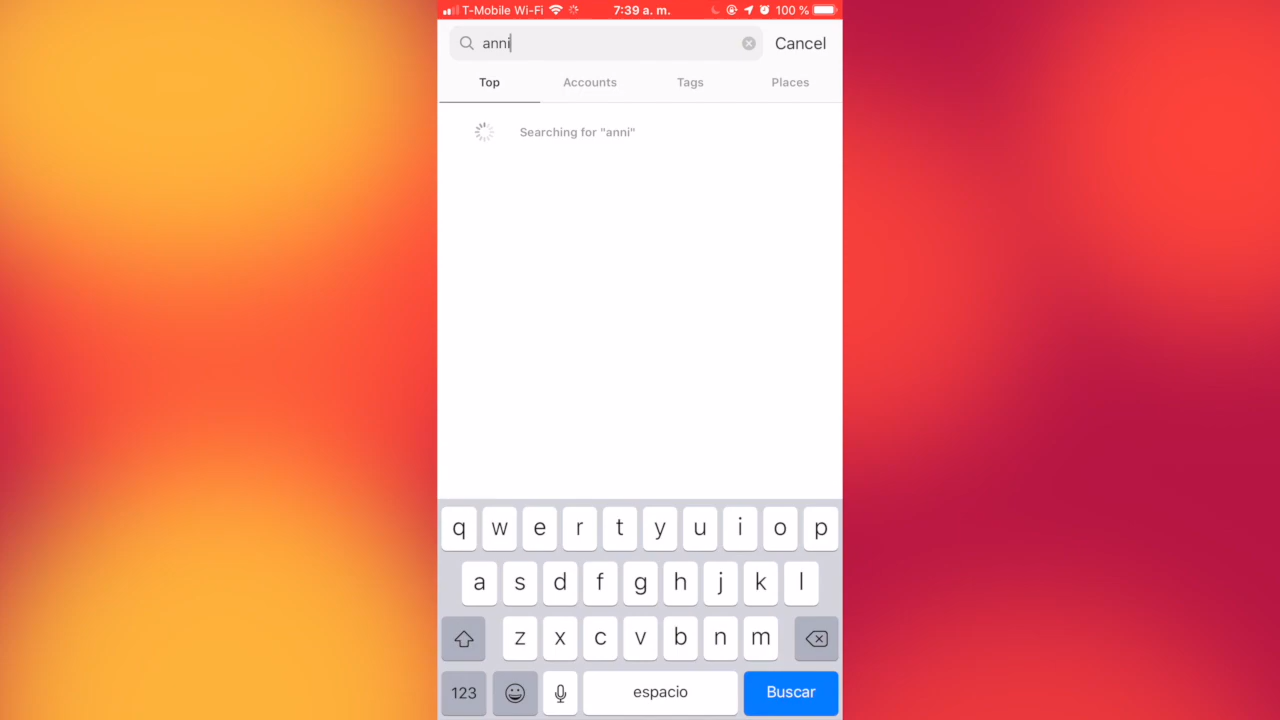 T-Mobile Wi-Fi 7:39 a. m. 100 %
anni Cancel
Top Accounts Tags Places
Searching for "anni"
q w e r t y u i o p
a s d f g h j k l
z x c v b n m
123 espacio Buscar